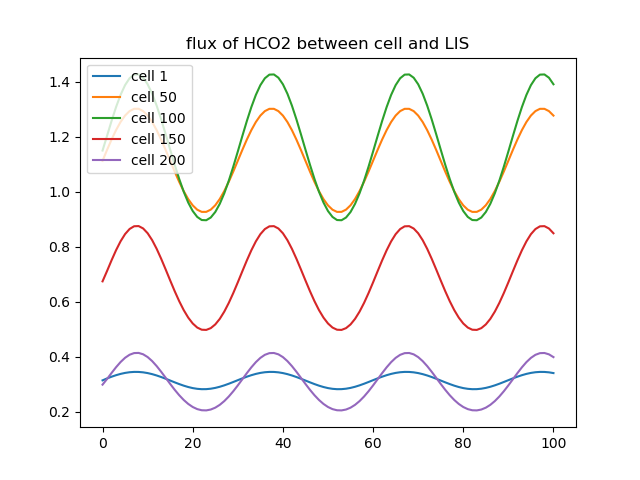 flux of HCO2 between cell and LIS
cell 1
cell 50
cell 100
cell 150
cell 200
1.4
1.2
1.0
0.8
0.6
0.4
0.2
0 20 40 60 80 100